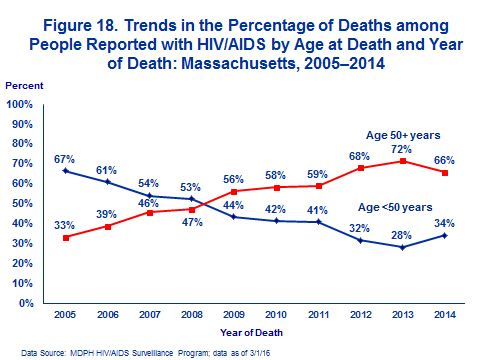 Figure 18. Trends in the Percentage of Deaths among
People Reported with HIV/AIDS by Age at Death and Year
of Death: Massachusetts, 2005–2014
Percent
100%
90%
80%
70%
60%
50%
40%
30%
20%
10%
0%
Age 50+ years
33% 39% 46% 47% 56% 58% 59% 68% 72% 66%
Age <50 years
67% 61% 54% 53% 44% 42% 41% 32% 28% 34%
2005 2006 2007 2008 2009 2010 2011 2012 2013 2014
Year of Death
Data Source: MDPH HIV/AIDS Surveillance Program; data as of 3/1/16